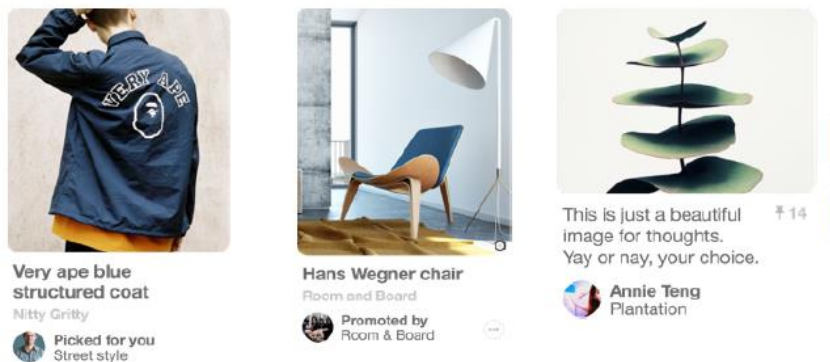 VERY APE
Very ape blue
structured coat
Nitty Gritty
Picked for you
Street style
Hans Wegner chair
Room and Board
Promoted by
Room & Board
This is just a beautiful
image for thoughts.
Yay or nay, your choice.
14
Annie Teng
Plantation